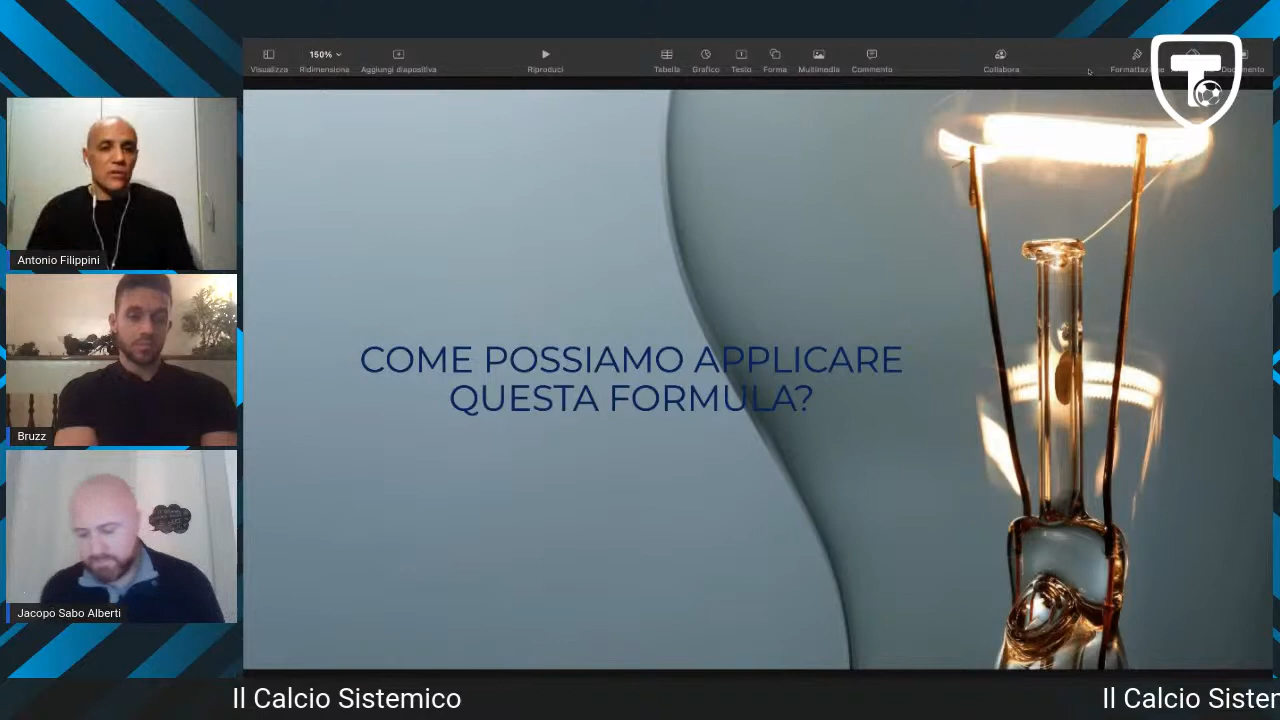 150%
Visualizza
Ridimensiona
Aggiungi diapositiva
Riproduci
Tabella
Grafico
Testo
Forma
Multimedia
Commento
Collabora
T
Antonio Filippini
Bruzz
Jacopo Sabo Alberti
COME POSSIAMO APPLICARE
QUESTA FORMULA?
Il Calcio Sistemico
Il Calcio Sister